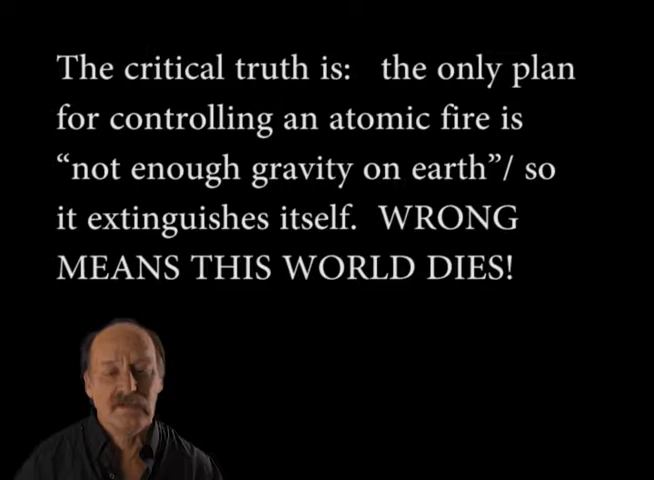 The critical truth is:   the only plan
for controlling an atomic fire is
“not enough gravity on earth”/ so
it extinguishes itself.  WRONG
MEANS THIS WORLD DIES!